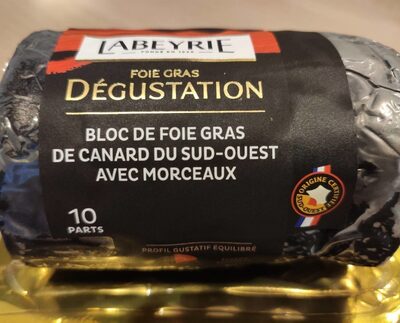 LABEYRIE
FOIE GRAS
DÉGUSTATION
BLOC DE FOIE GRAS
DE CANARD DU SUD-OUEST
AVEC MORCEAUX
10
PARTS
PROFIL GUSTATIF ÉQUILIBRÉ